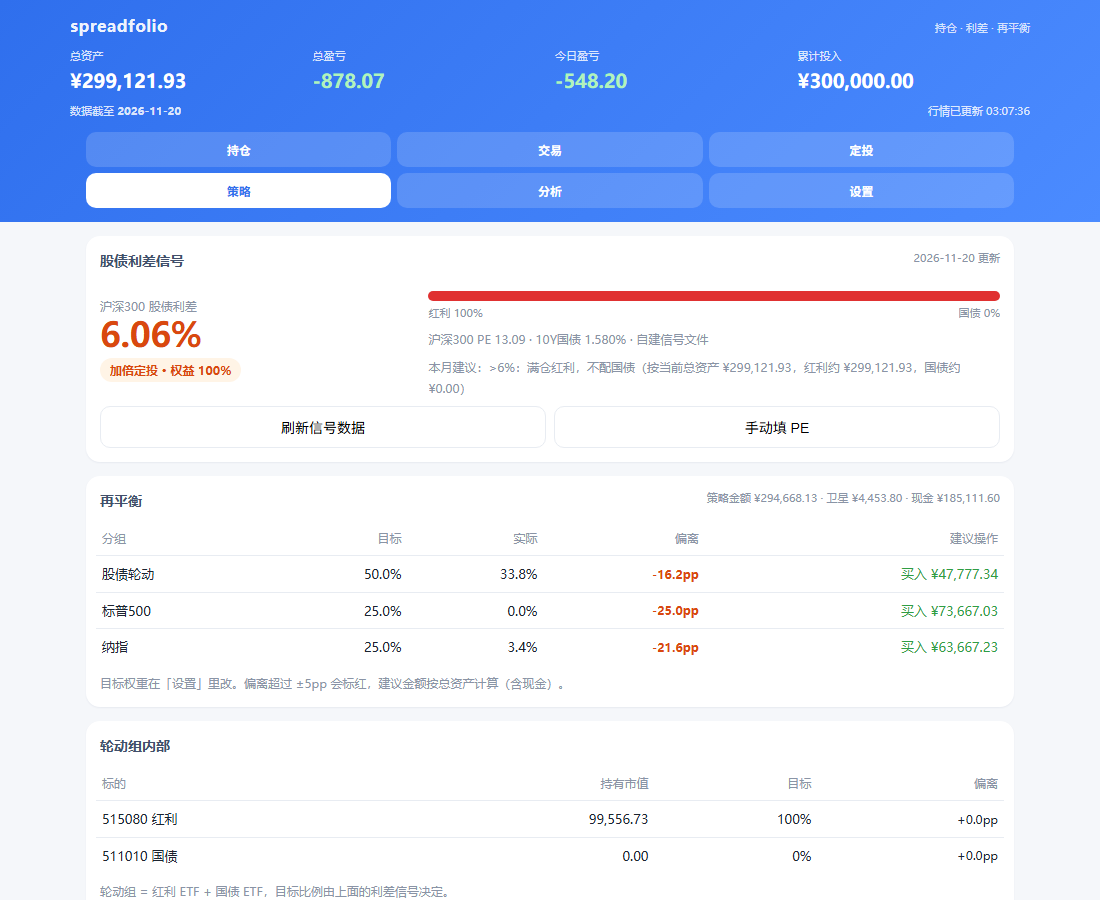 spreadfolio
持仓 · 利差 · 再平衡
总资产 总盈亏 今日盈亏 累计投入
¥299,121.93 -878.07 -548.20 ¥300,000.00
数据截至 2026-11-20 行情已更新 03:07:36
持仓 交易 定投
策略 分析 设置
股债利差信号 2026-11-20 更新
沪深300 股债利差
6.06%
加倍定投 · 权益 100%
红利 100% 国债 0%
沪深300 PE 13.09 · 10Y国债 1.580% · 自建信号文件
本月建议：>6%：满仓红利，不配国债（按当前总资产 ¥299,121.93，红利约 ¥299,121.93，国债约
¥0.00）
刷新信号数据 手动填 PE
再平衡 策略金额 ¥294,668.13 · 卫星 ¥4,453.80 · 现金 ¥185,111.60
分组 目标 实际 偏离 建议操作
股债轮动 50.0% 33.8% -16.2pp 买入 ¥47,777.34
标普500 25.0% 0.0% -25.0pp 买入 ¥73,667.03
纳指 25.0% 3.4% -21.6pp 买入 ¥63,667.23
目标权重在「设置」里改。偏离超过 ±5pp 会标红，建议金额按总资产计算（含现金）。
轮动组内部
标的 持有市值 目标 偏离
515080 红利 99,556.73 100% +0.0pp
511010 国债 0.00 0% +0.0pp
轮动组 = 红利 ETF + 国债 ETF，目标比例由上面的利差信号决定。